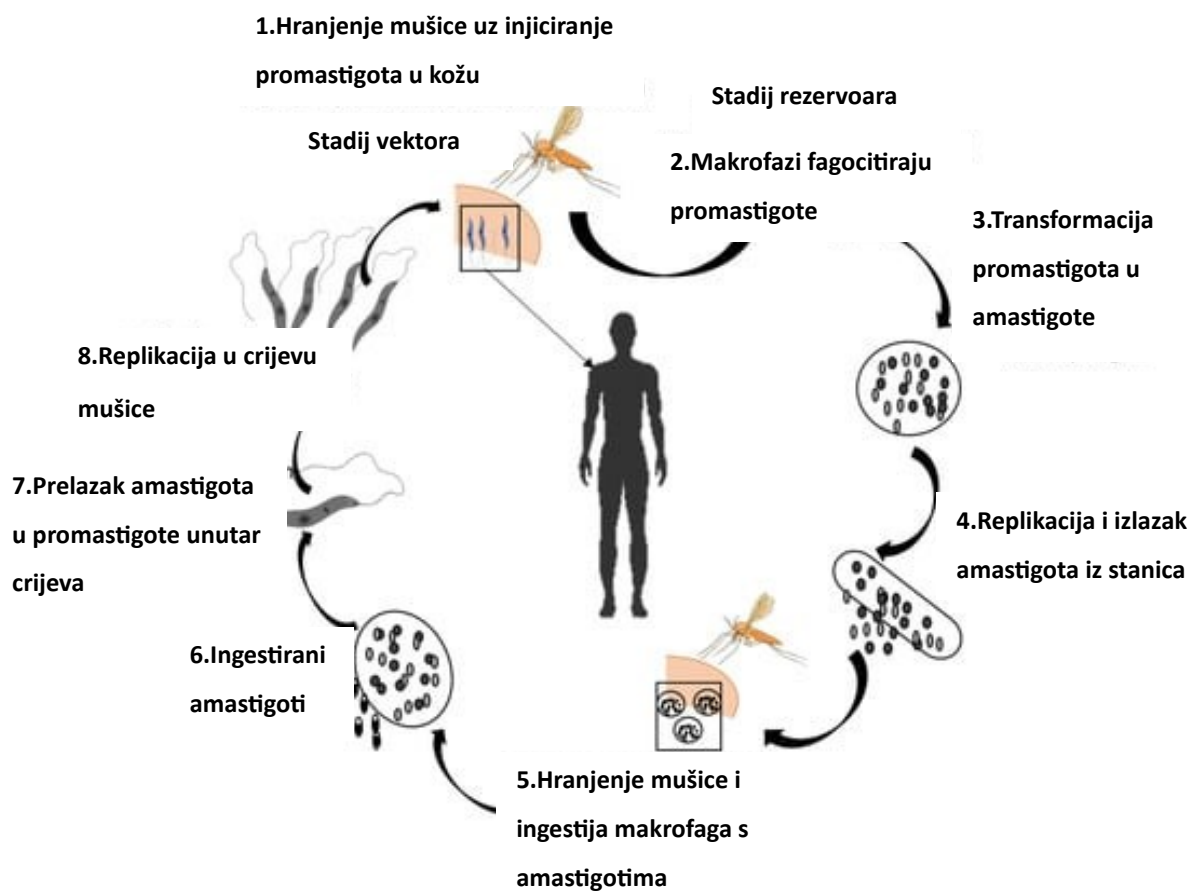 1.Hranjenje mušice uz injiciranje
promastigota u kožu
Stadij vektora
Stadij rezervoara
2.Makrofazi fagocitiraju
promastigote
3.Transformacija
promastigota u
amastigote
4.Replikacija i izlazak
amastigota iz stanica
5.Hranjenje mušice i
ingestija makrofaga s
amastigotima
6.Ingestirani
amastigoti
7.Prelazak amastigota
u promastigote unutar
crijeva
8.Replikacija u crijevu
mušice